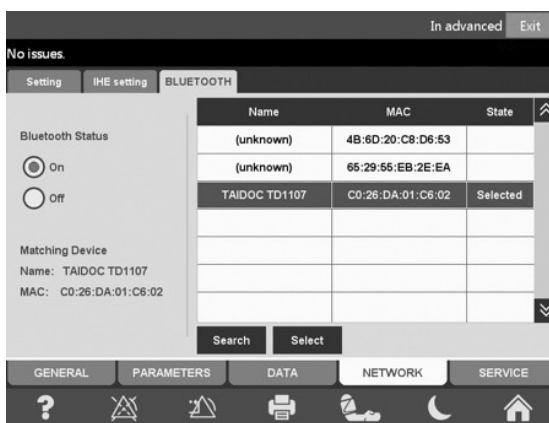 In advanced Exit
No issues.
Setting IHE setting BLUETOOTH
Name MAC State
Bluetooth Status
On
Off
(unknown) 4B:6D:20:C8:D6:53
(unknown) 65:29:55:EB:2E:EA
TAIDOC TD1107 C0:26:DA:01:C6:02 Selected
Matching Device
Name: TAIDOC TD1107
MAC: C0:26:DA:01:C6:02
Search Select
GENERAL PARAMETERS DATA NETWORK SERVICE
?